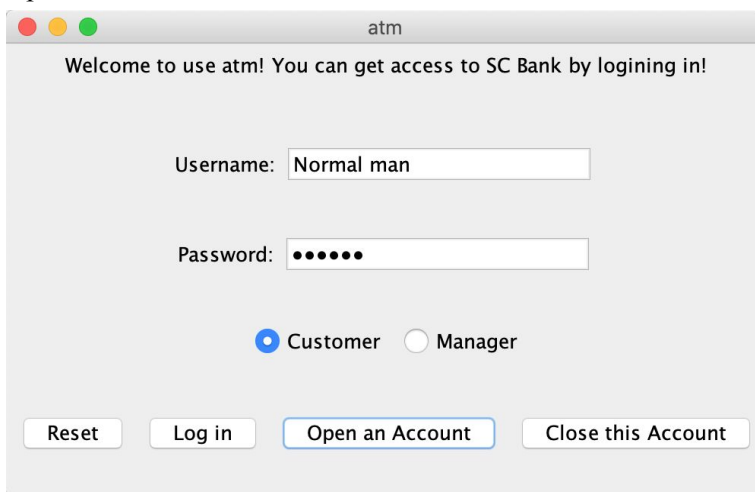 atm
Welcome to use atm! You can get access to SC Bank by logining in!
Username: Normal man
Password: ••••••
Customer Manager
Reset Log in Open an Account Close this Account